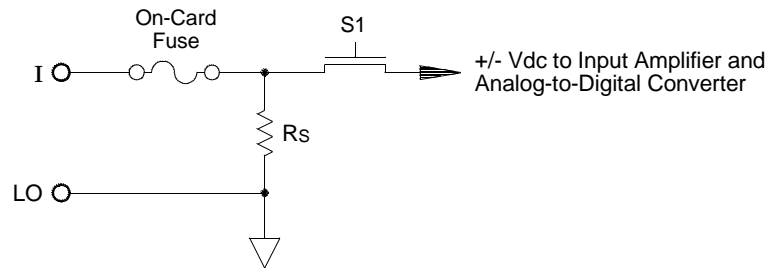 On-Card
Fuse
S1
I
+/- Vdc to Input Amplifier and
Analog-to-Digital Converter
RS
LO